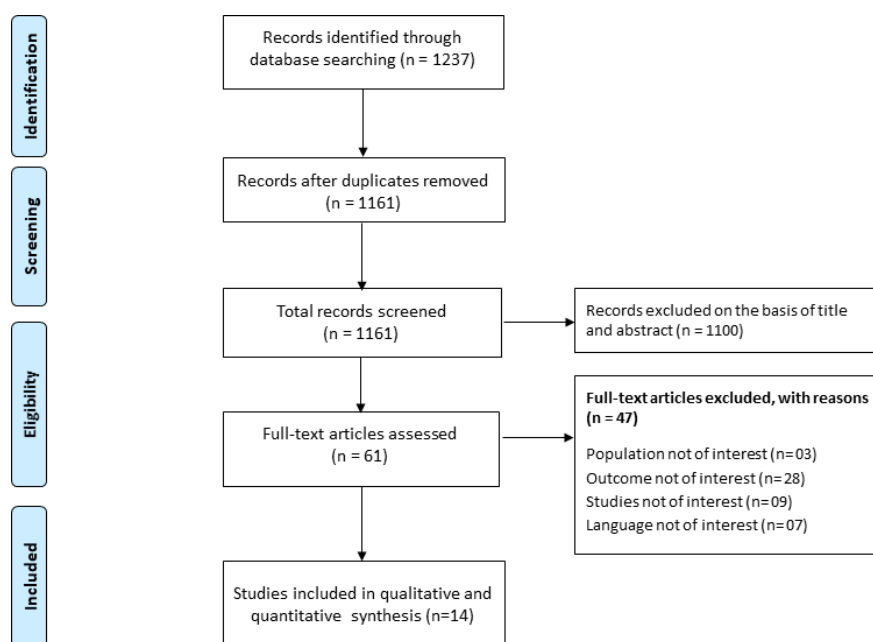 Identification
Records identified through
database searching (n = 1237)
Screening
Records after duplicates removed
(n = 1161)
Total records screened
(n = 1161)
Records excluded on the basis of title
and abstract (n = 1100)
Eligibility
Full-text articles assessed
(n = 61)
Full-text articles excluded, with reasons
(n = 47)
Population not of interest (n=03)
Outcome not of interest (n=28)
Studies not of interest (n=09)
Language not of interest (n=07)
Included
Studies included in qualitative and
quantitative synthesis (n=14)